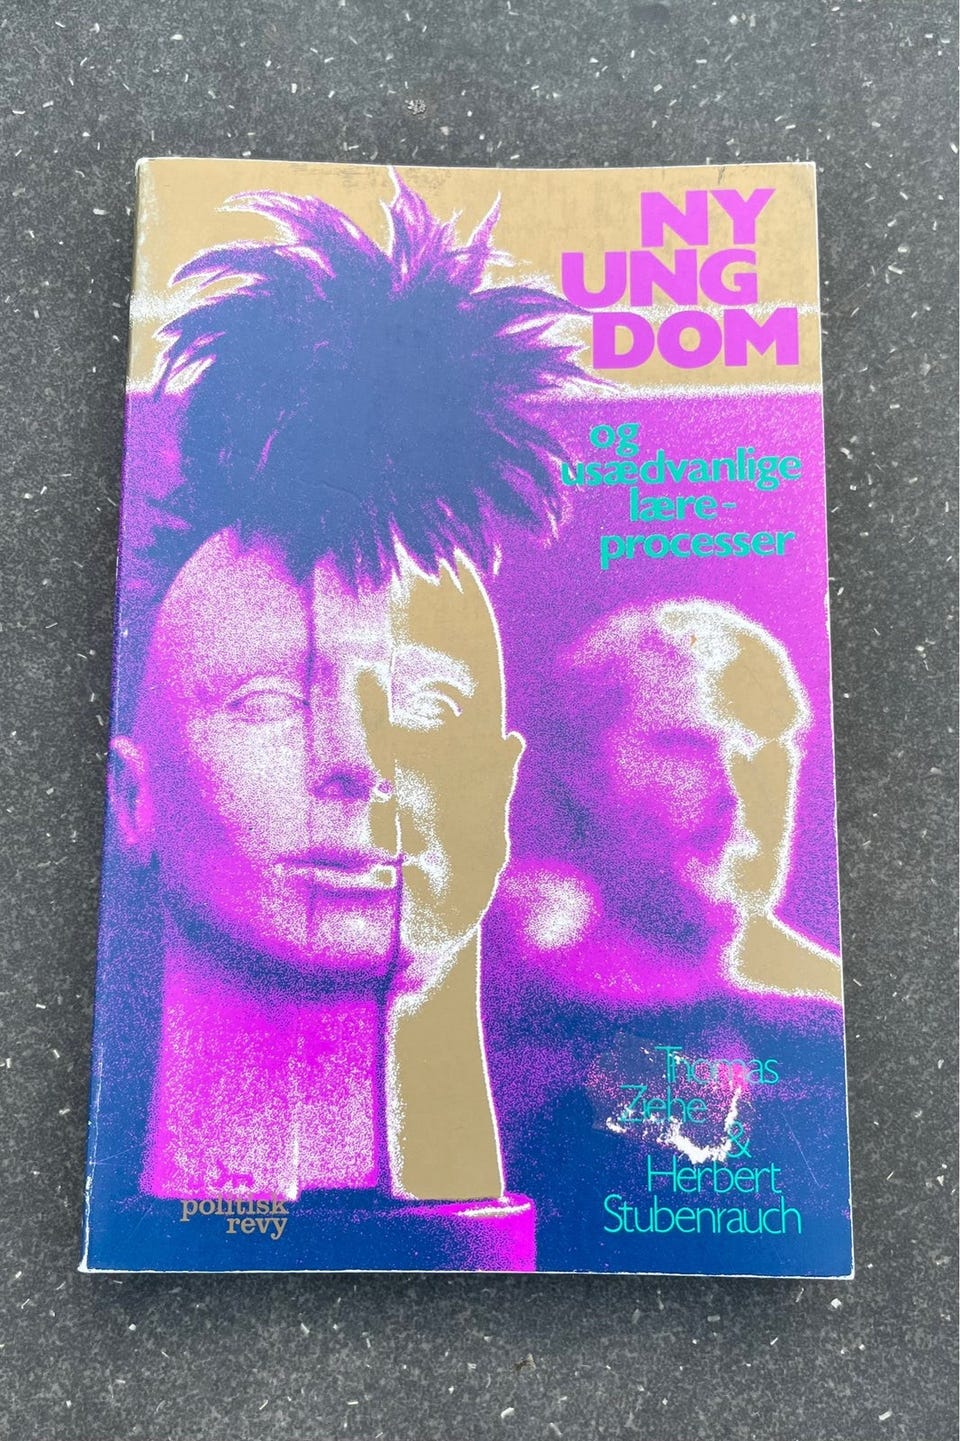 NY
UNG
DOM
og
usædvanlige
lære-
processer
Thomas
Ziehe
&
Herbert
Stubenrauch
politisk
revy